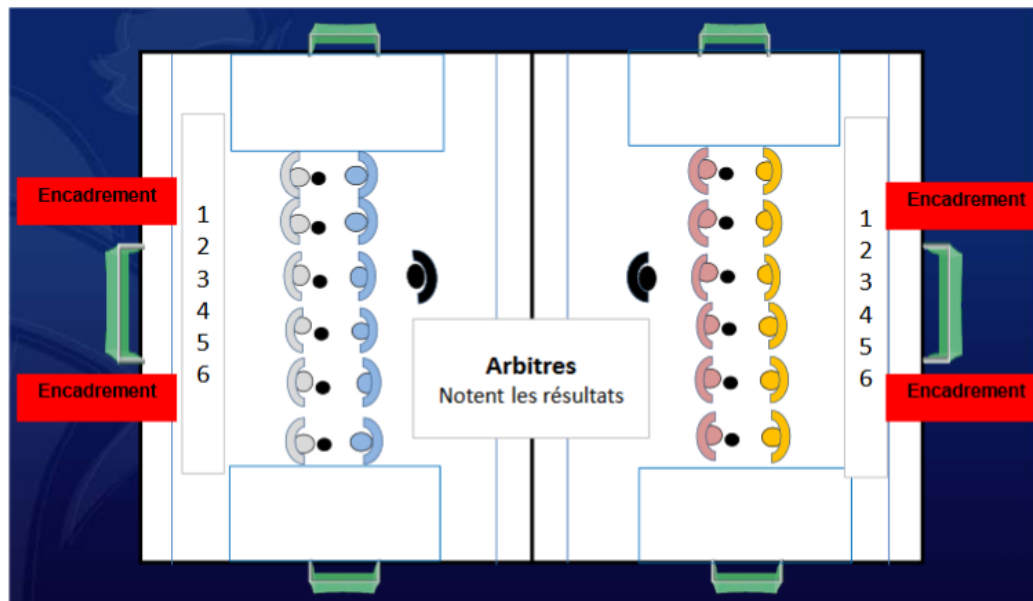 Encadrement
Encadrement
1
2
3
4
5
6
Encadrement
Encadrement
Arbitres
Notent les résultats
1
2
3
4
5
6